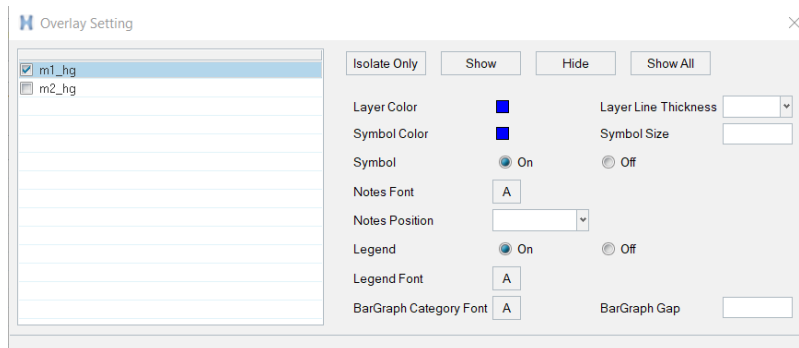 Overlay Setting
m1_hg
m2_hg
Isolate Only Show Hide Show All
Layer Color Layer Line Thickness
Symbol Color Symbol Size
Symbol On Off
Notes Font A
Notes Position
Legend On Off
Legend Font A
BarGraph Category Font A BarGraph Gap